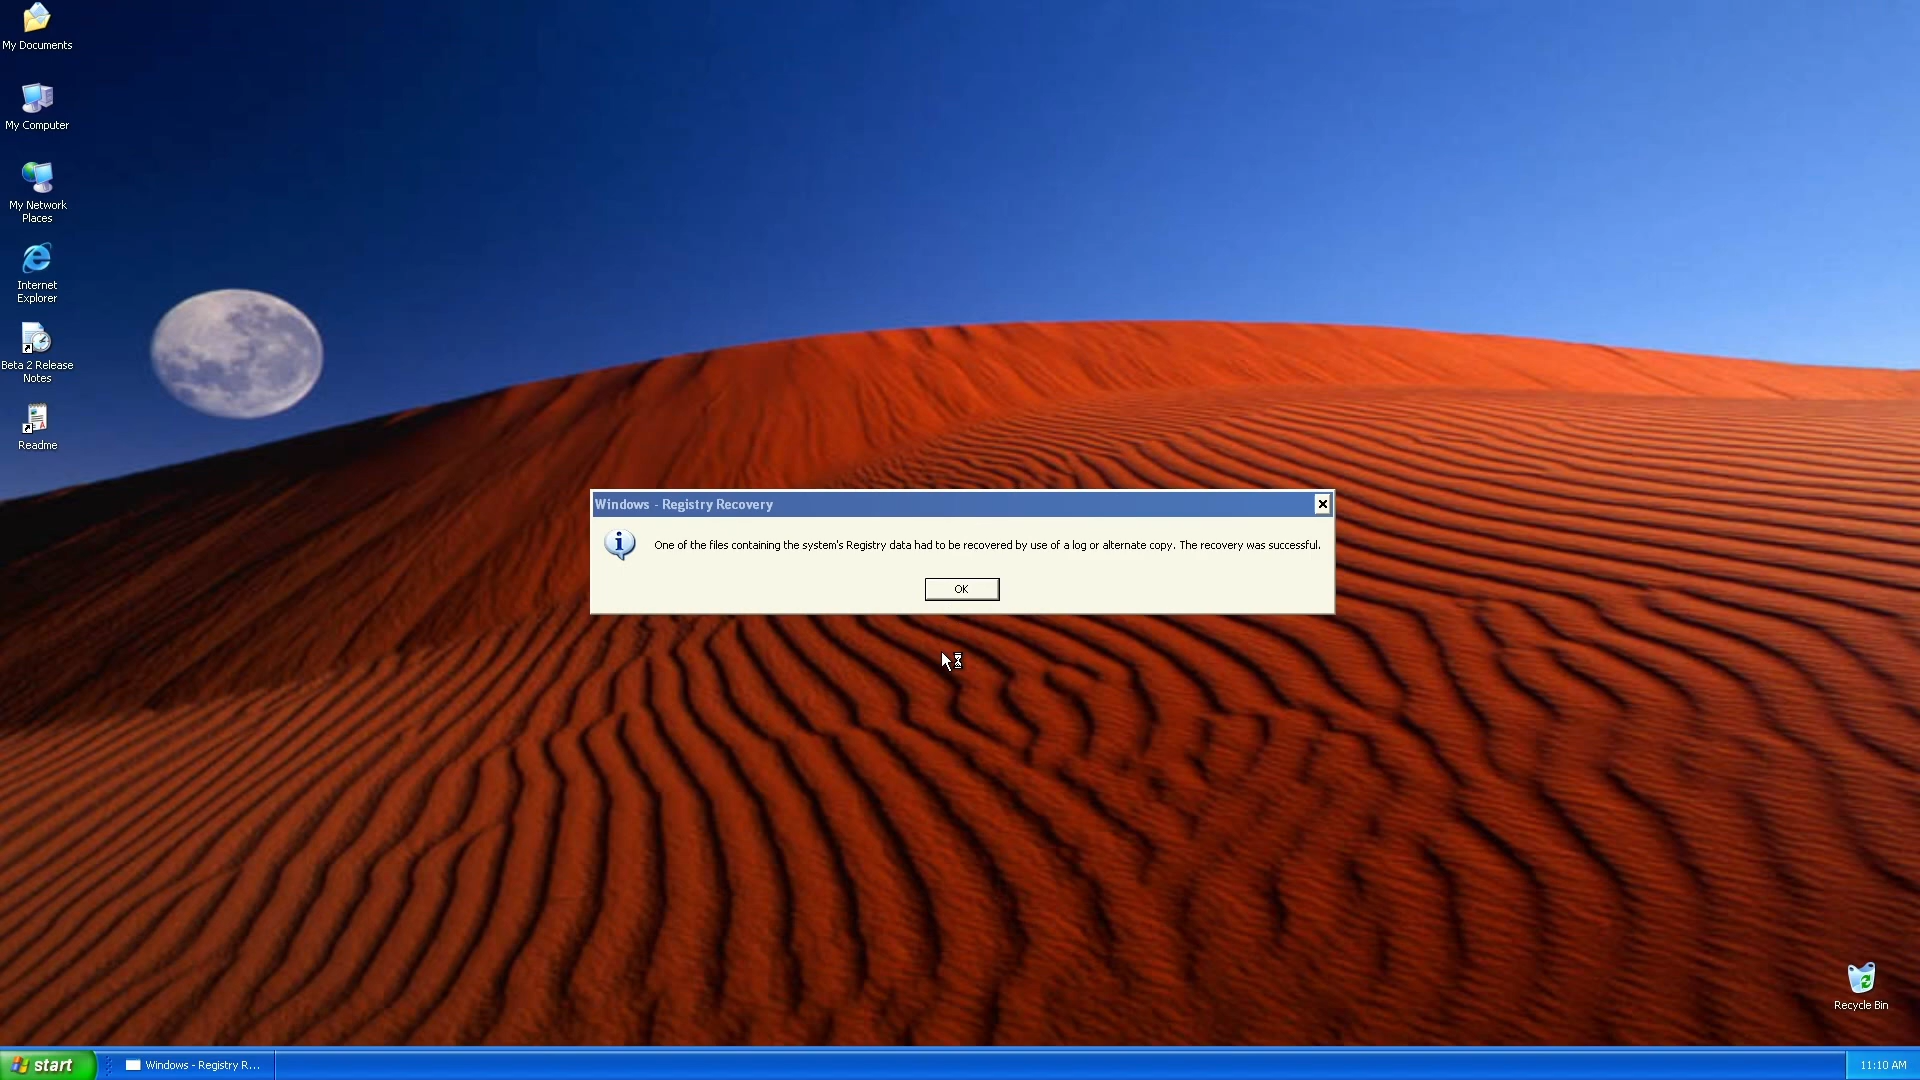 My Documents
My Computer
My Network
Places
Internet
Explorer
Beta 2 Release
Notes
Readme
Windows - Registry Recovery
One of the files containing the system's Registry data had to be recovered by use of a log or alternate copy. The recovery was successful.
OK
Recycle Bin
start
Windows - Registry R...
11:10 AM